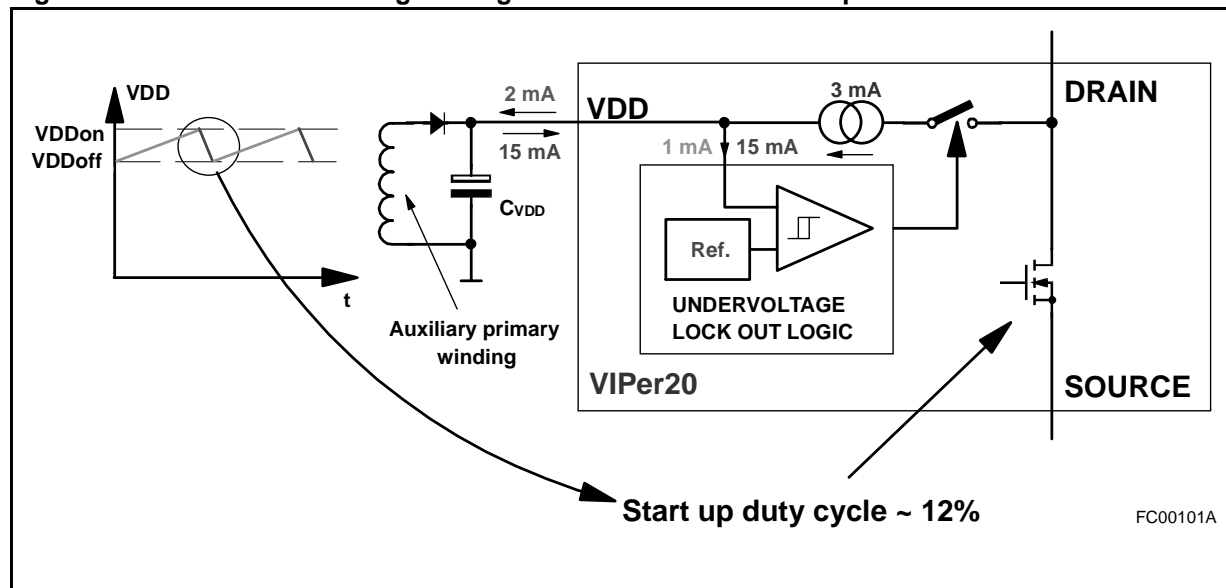 VDD
VDDon
VDDoff
t
2 mA
15 mA
CVDD
Auxiliary primary
winding
VDD
3 mA
1 mA
15 mA
Ref.
UNDERVOLTAGE
LOCK OUT LOGIC
VIPer20
DRAIN
SOURCE
Start up duty cycle ~ 12%
FC00101A